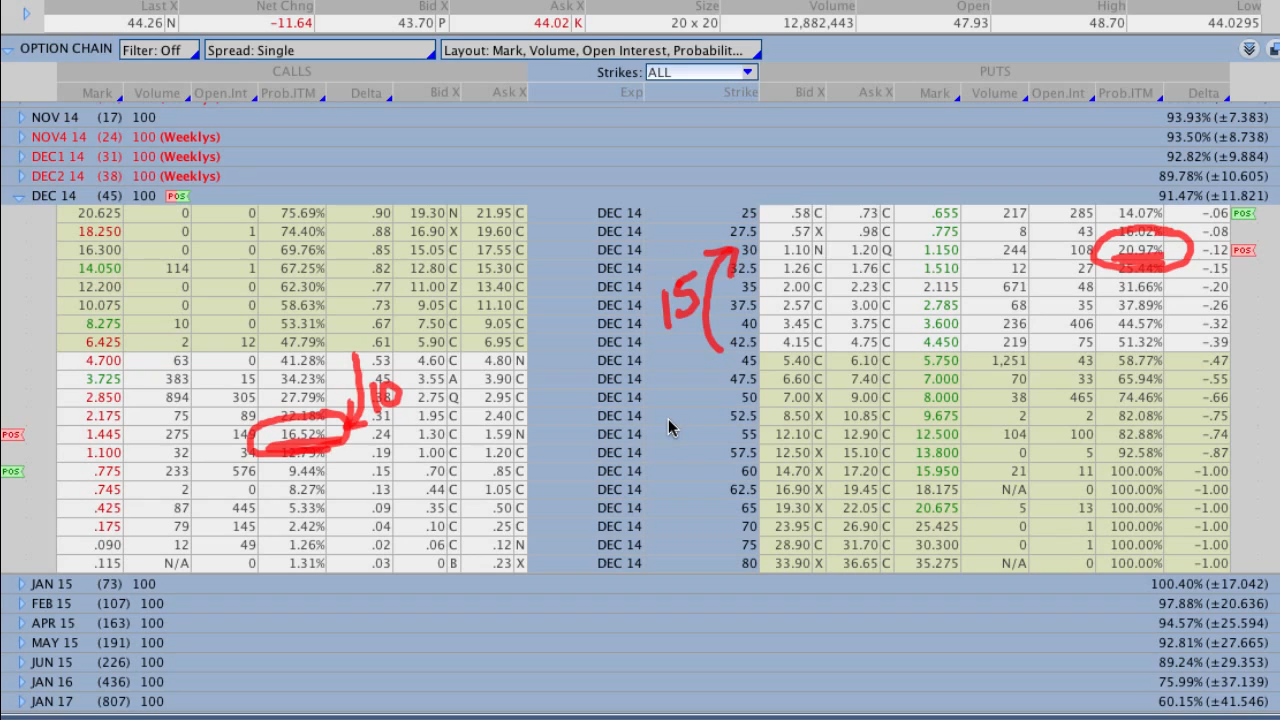 Last X Net Chng Bid X Ask X Size Volume Open High Low
44.26 N -11.64 43.70 P 44.02 K 20 x 20 12,882,443 47.93 48.70 44.0295
OPTION CHAIN Filter: Off Spread: Single Layout: Mark, Volume, Open Interest, Probabilit...
CALLS Strikes: ALL PUTS
Mark Volume Open.Int Prob.ITM Delta Bid X Ask X Exp Strike Bid X Ask X Mark Volume Open.Int Prob.ITM Delta
NOV 14 (17) 100 93.93% (±7.383)
NOV4 14 (24) 100 (Weeklys) 93.50% (±8.738)
DEC1 14 (31) 100 (Weeklys) 92.82% (±9.884)
DEC2 14 (38) 100 (Weeklys) 89.78% (±10.605)
DEC 14 (45) 100 POS 91.47% (±11.821)
20.625 0 0 75.69% .90 19.30 N 21.95 C DEC 14 25 .58 C .73 C .655 217 285 14.07% -.06 POS
18.250 0 1 74.40% .88 16.90 X 19.60 C DEC 14 27.5 .57 X .98 C .775 8 43 16.02% -.08
16.300 0 0 69.76% .85 15.05 C 17.55 C DEC 14 30 1.10 N 1.20 Q 1.150 244 108 20.97% -.12 POS
14.050 114 1 67.25% .82 12.80 C 15.30 C DEC 14 32.5 1.26 C 1.76 C 1.510 12 27 25.44% -.15
12.200 0 0 62.30% .77 11.00 Z 13.40 C DEC 14 35 2.00 C 2.23 C 2.115 671 48 31.66% -.20
15
10.075 0 0 58.63% .73 9.05 C 11.10 C DEC 14 37.5 2.57 C 3.00 C 2.785 68 35 37.89% -.26
8.275 10 0 53.31% .67 7.50 C 9.05 C DEC 14 40 3.45 C 3.75 C 3.600 236 406 44.57% -.32
6.425 2 12 47.79% .61 5.90 C 6.95 C DEC 14 42.5 4.15 C 4.75 C 4.450 219 75 51.32% -.39
4.700 63 0 41.28% .53 4.60 C 4.80 N DEC 14 45 5.40 C 6.10 C 5.750 1,251 43 58.77% -.47
3.725 383 15 34.23% .45 3.55 A 3.90 C DEC 14 47.5 6.60 C 7.40 C 7.000 70 33 65.94% -.55
10
2.850 894 305 27.79% 2.75 Q 2.95 C DEC 14 50 7.00 X 9.00 C 8.000 38 465 74.46% -.66
2.175 75 89 22.18% .31 1.95 C 2.40 C DEC 14 52.5 8.50 X 10.85 C 9.675 2 2 82.08% -.75
POS 1.445 275 149 16.52% .24 1.30 C 1.59 N DEC 14 55 12.10 C 12.90 C 12.500 104 100 82.88% -.74
1.100 32 34 12.75% .19 1.00 C 1.20 C DEC 14 57.5 12.50 X 15.10 C 13.800 0 5 92.58% -.87
POS .775 233 576 9.44% .15 .70 C .85 C DEC 14 60 14.70 X 17.20 C 15.950 21 11 100.00% -1.00
.745 2 0 8.27% .13 .44 C 1.05 C DEC 14 62.5 16.90 X 19.45 C 18.175 N/A 0 100.00% -1.00
.425 87 445 5.33% .09 .35 C .50 C DEC 14 65 19.30 X 22.05 C 20.675 5 13 100.00% -1.00
.175 79 145 2.42% .04 .10 C .25 C DEC 14 70 23.95 C 26.90 C 25.425 0 1 100.00% -1.00
.090 12 49 1.26% .02 .06 C .12 N DEC 14 75 28.90 C 31.70 C 30.300 0 1 100.00% -1.00
.115 N/A 0 1.31% .03 0 B .23 X DEC 14 80 33.90 X 36.65 C 35.275 N/A 0 100.00% -1.00
JAN 15 (73) 100 100.40% (±17.042)
FEB 15 (107) 100 97.88% (±20.636)
APR 15 (163) 100 94.57% (±25.594)
MAY 15 (191) 100 92.81% (±27.665)
JUN 15 (226) 100 89.24% (±29.353)
JAN 16 (436) 100 75.99% (±37.139)
JAN 17 (807) 100 60.15% (±41.546)